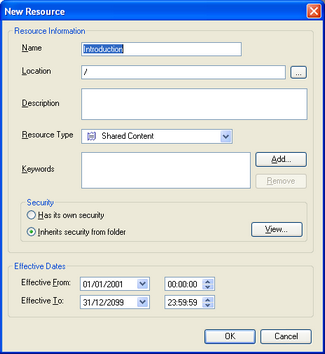 New Resource
Resource Information
Name
Introduction
Location
/
...
Description
Resource Type
Shared Content
Keywords
Add...
Remove
Security
Has its own security
Inherits security from folder
View...
Effective Dates
Effective From: 01/01/2001 00:00:00
Effective To: 31/12/2099 23:59:59
OK Cancel